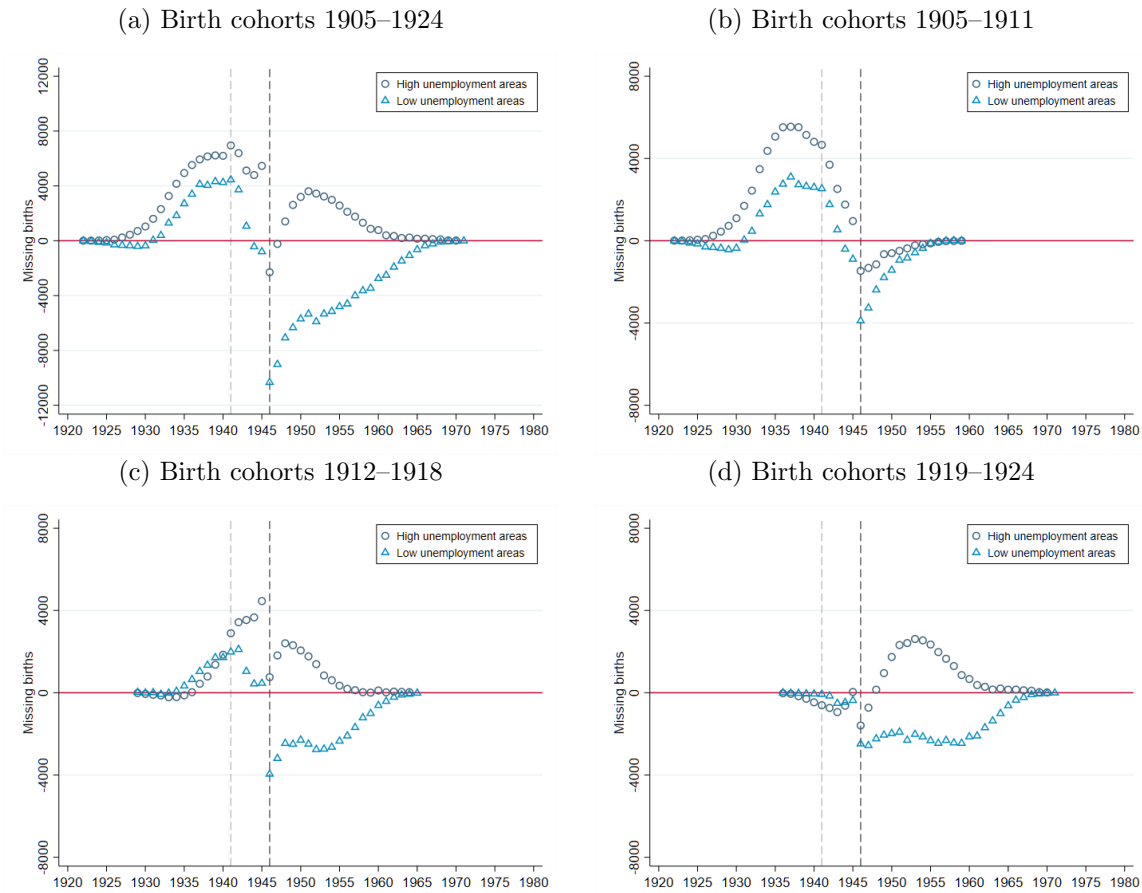 (a) Birth cohorts 1905–1924
12000
8000
4000
0
-4000
-8000
-12000
Missing births
High unemployment areas
Low unemployment areas
1920 1925 1930 1935 1940 1945 1950 1955 1960 1965 1970 1975 1980
(b) Birth cohorts 1905–1911
8000
4000
0
-4000
-8000
Missing births
High unemployment areas
Low unemployment areas
1920 1925 1930 1935 1940 1945 1950 1955 1960 1965 1970 1975 1980
(c) Birth cohorts 1912–1918
8000
4000
0
-4000
-8000
Missing births
High unemployment areas
Low unemployment areas
1920 1925 1930 1935 1940 1945 1950 1955 1960 1965 1970 1975 1980
(d) Birth cohorts 1919–1924
8000
4000
0
-4000
-8000
Missing births
High unemployment areas
Low unemployment areas
1920 1925 1930 1935 1940 1945 1950 1955 1960 1965 1970 1975 1980